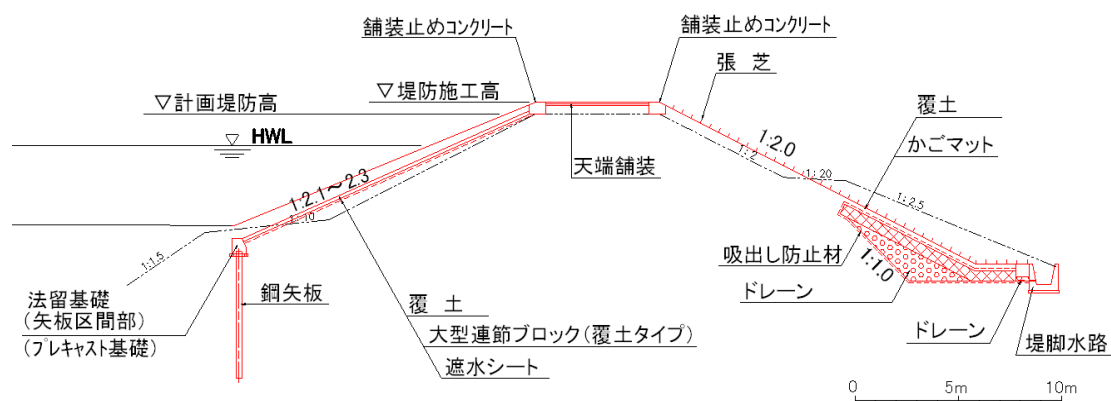 舗装止めコンクリート
舗装止めコンクリート
張 芝
▽計画堤防高
▽堤防施工高
覆土
かごマット
HWL
天端舗装
1:2.0
1:2
1:20
1:2.5
1:2.1~2.3
1:10
1:1.5
吸出し防止材
1:1.0
ドレーン
鋼矢板
法留基礎
(矢板区間部)
(プレキャスト基礎)
覆 土
大型連節ブロック(覆土タイプ)
遮水シート
ドレーン
堤脚水路
0 5m 10m